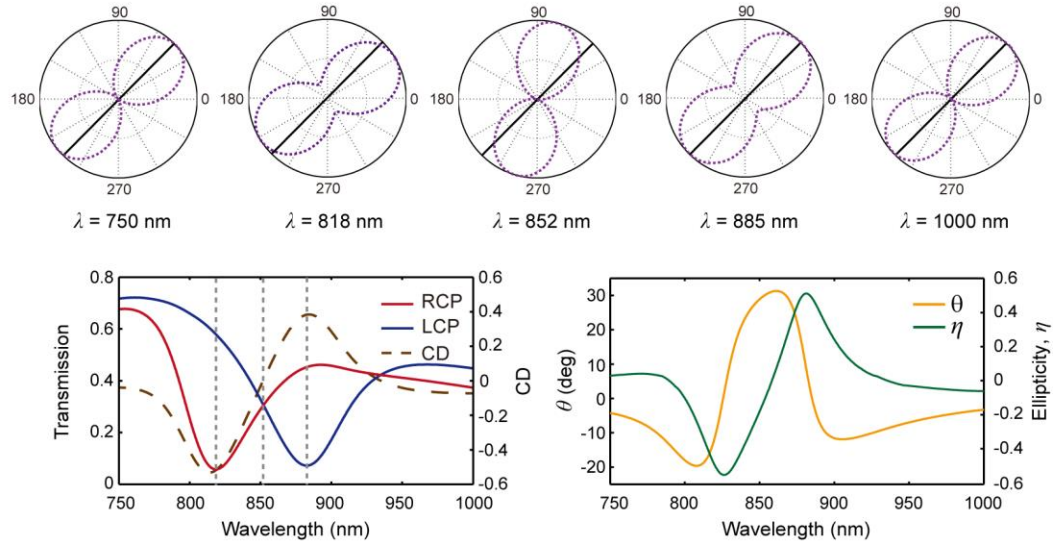 90 90 90 90 90
180 0 180 0 180 0 180 0 180 0
270 270 270 270 270
λ = 750 nm λ = 818 nm λ = 852 nm λ = 885 nm λ = 1000 nm
0.8
0.6
0.4
0.2
0
Transmission
RCP
LCP
CD
0.6
0.4
0.2
0
-0.2
-0.4
-0.6
CD
750 800 850 900 950 1000
Wavelength (nm)
30
20
10
0
-10
-20
θ (deg)
θ
η
0.6
0.4
0.2
0
-0.2
-0.4
-0.6
Ellipticity, η
750 800 850 900 950 1000
Wavelength (nm)